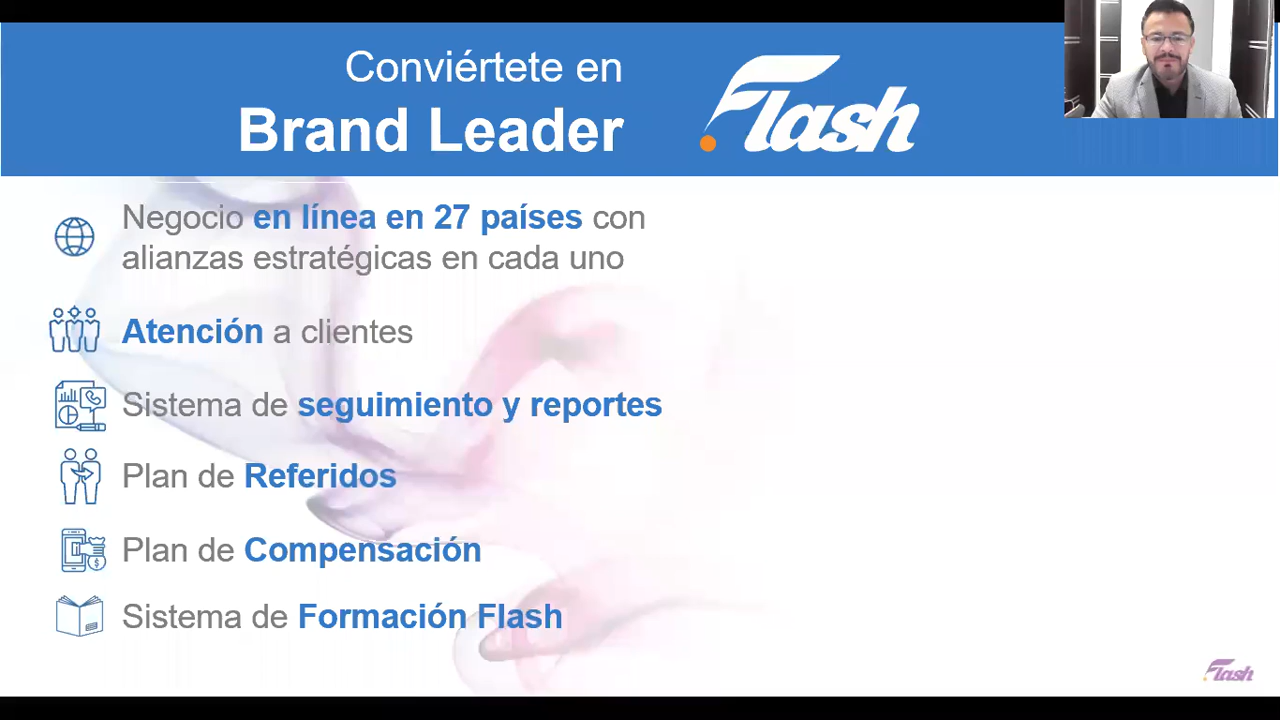 Conviértete en
Brand Leader
Flash
Negocio en línea en 27 países con
alianzas estratégicas en cada uno
Atención a clientes
Sistema de seguimiento y reportes
Plan de Referidos
Plan de Compensación
Sistema de Formación Flash
Flash